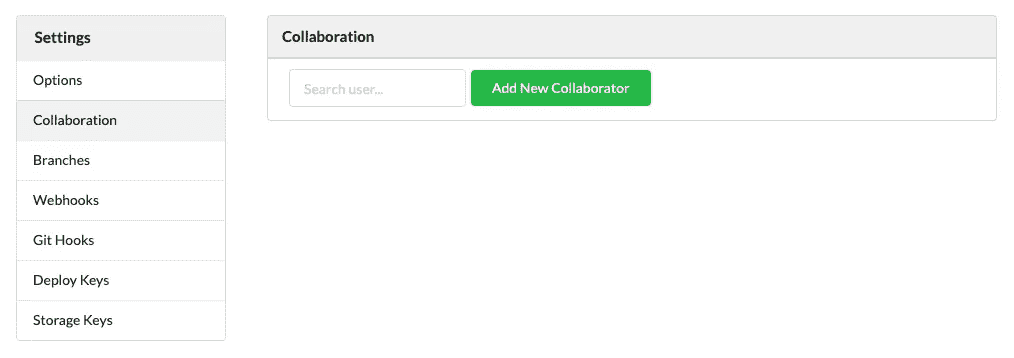 Settings
Options
Collaboration
Branches
Webhooks
Git Hooks
Deploy Keys
Storage Keys
Collaboration
Search user...
Add New Collaborator